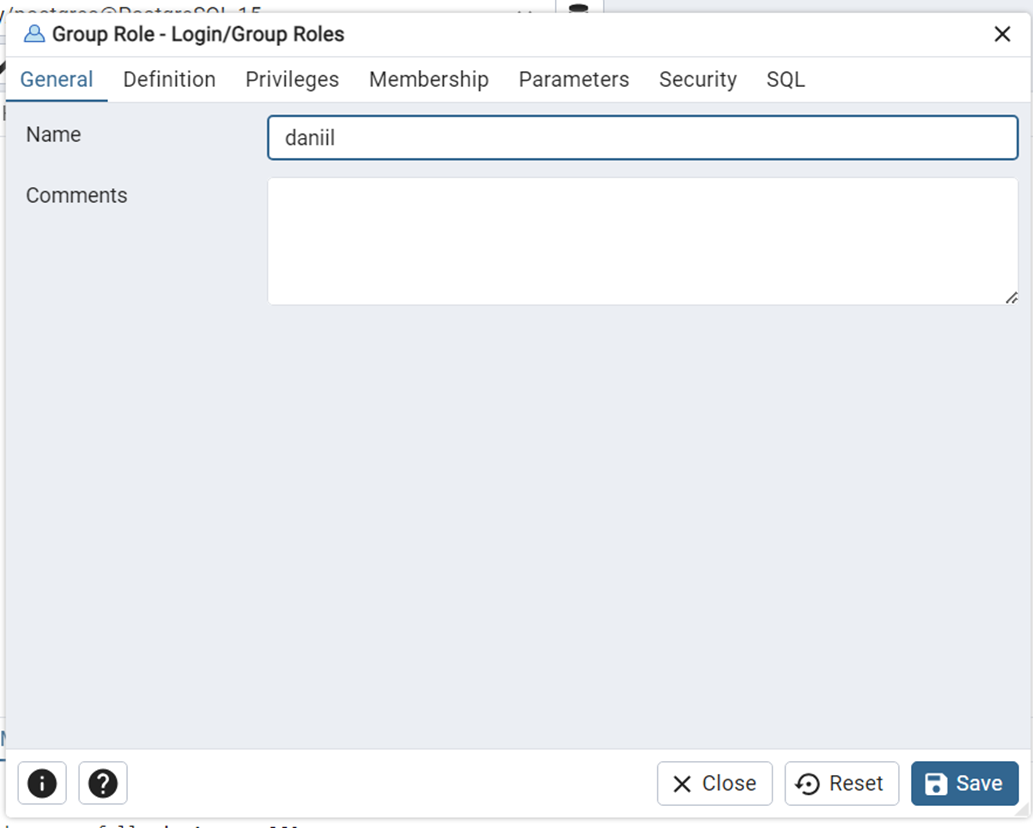 Group Role - Login/Group Roles
General Definition Privileges Membership Parameters Security SQL
Name daniil
Comments
Close Reset Save